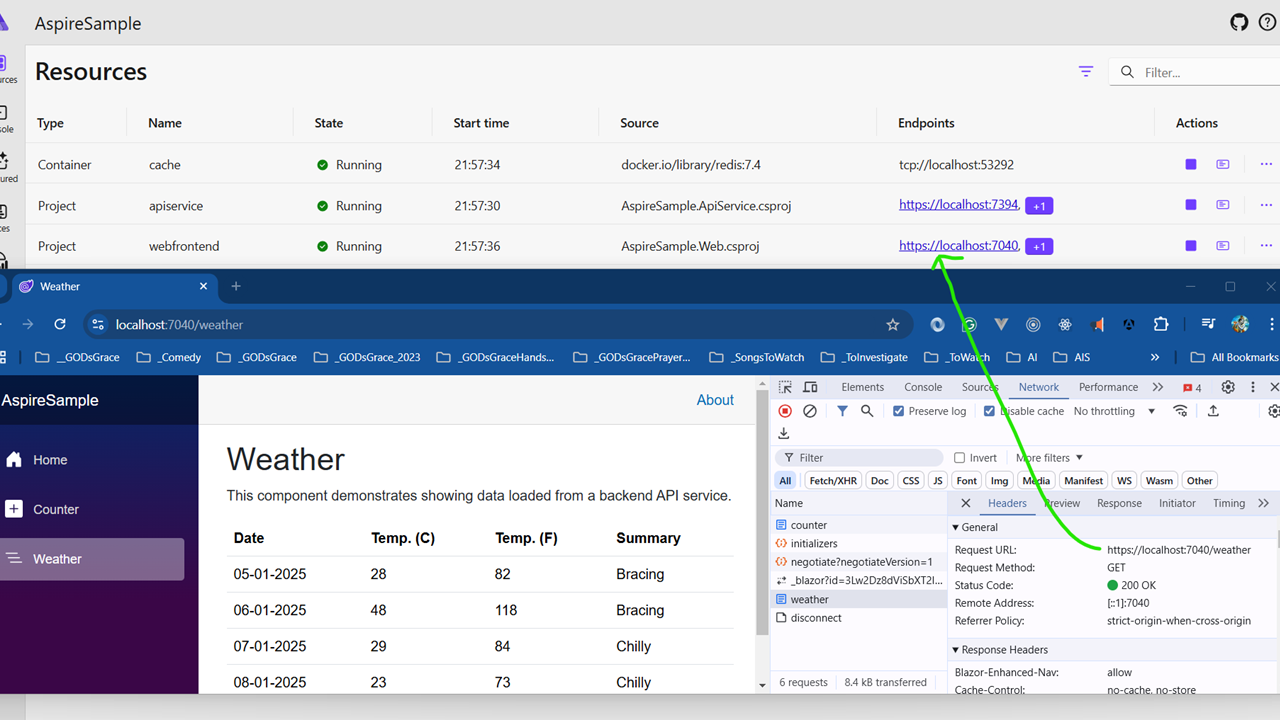 AspireSample
Resources
Filter...
Type Name State Start time Source Endpoints Actions
Container cache Running 21:57:34 docker.io/library/redis:7.4 tcp://localhost:53292
Project apiservice Running 21:57:30 AspireSample.ApiService.csproj https://localhost:7394, +1
Project webfrontend Running 21:57:36 AspireSample.Web.csproj https://localhost:7040, +1
Weather
localhost:7040/weather
__GODsGrace _Comedy _GODsGrace _GODsGrace_2023 _GODsGraceHands... _GODsGracePrayer... _SongsToWatch _ToInvestigate _ToWatch AI AIS » All Bookmarks
AspireSample
Home
Counter
Weather
About
Weather
This component demonstrates showing data loaded from a backend API service.
Date Temp. (C) Temp. (F) Summary
05-01-2025 28 82 Bracing
06-01-2025 48 118 Bracing
07-01-2025 29 84 Chilly
08-01-2025 23 73 Chilly
Elements Console Sources Network Performance » 4
Preserve log Disable cache No throttling
Filter Invert More filters
All Fetch/XHR Doc CSS JS Font Img Media Manifest WS Wasm Other
Name
counter
initializers
negotiate?negotiateVersion=1
_blazor?id=3Lw2Dz8dViSbXT2I...
weather
disconnect
6 requests 8.4 kB transferred
Headers Preview Response Initiator Timing »
General
Request URL: https://localhost:7040/weather
Request Method: GET
Status Code: 200 OK
Remote Address: [::1]:7040
Referrer Policy: strict-origin-when-cross-origin
Response Headers
Blazor-Enhanced-Nav: allow
Cache-Control: no-cache, no-store